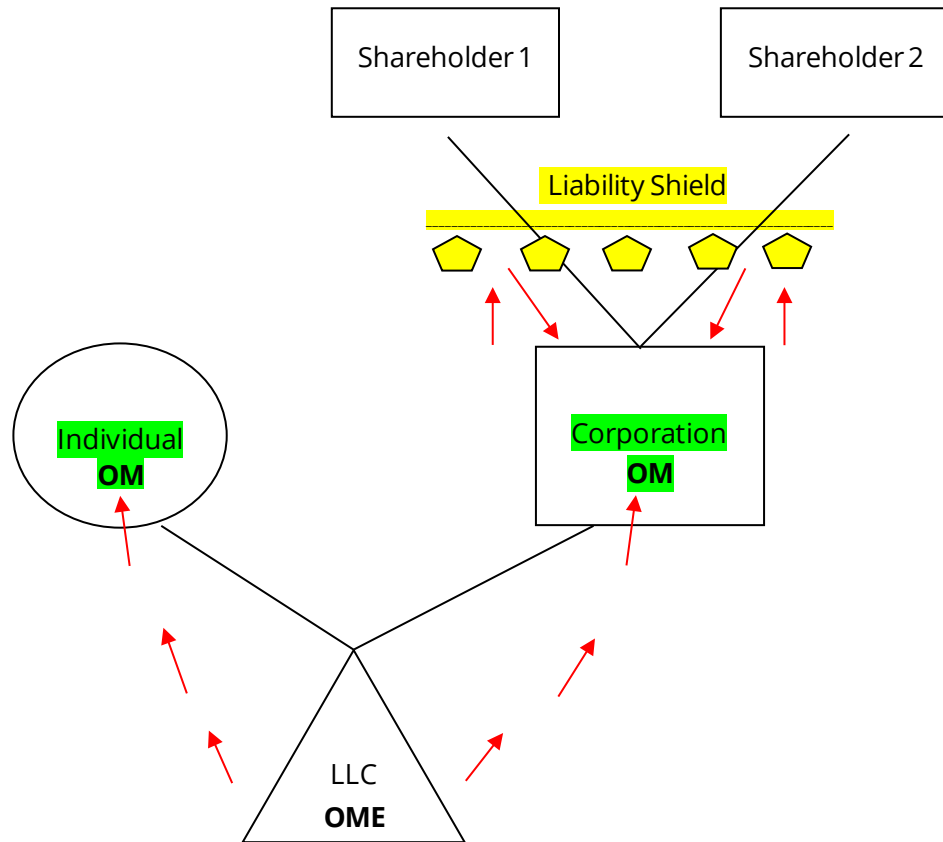 Shareholder 1
Shareholder 2
Liability Shield
Individual
OM
Corporation
OM
LLC
OME